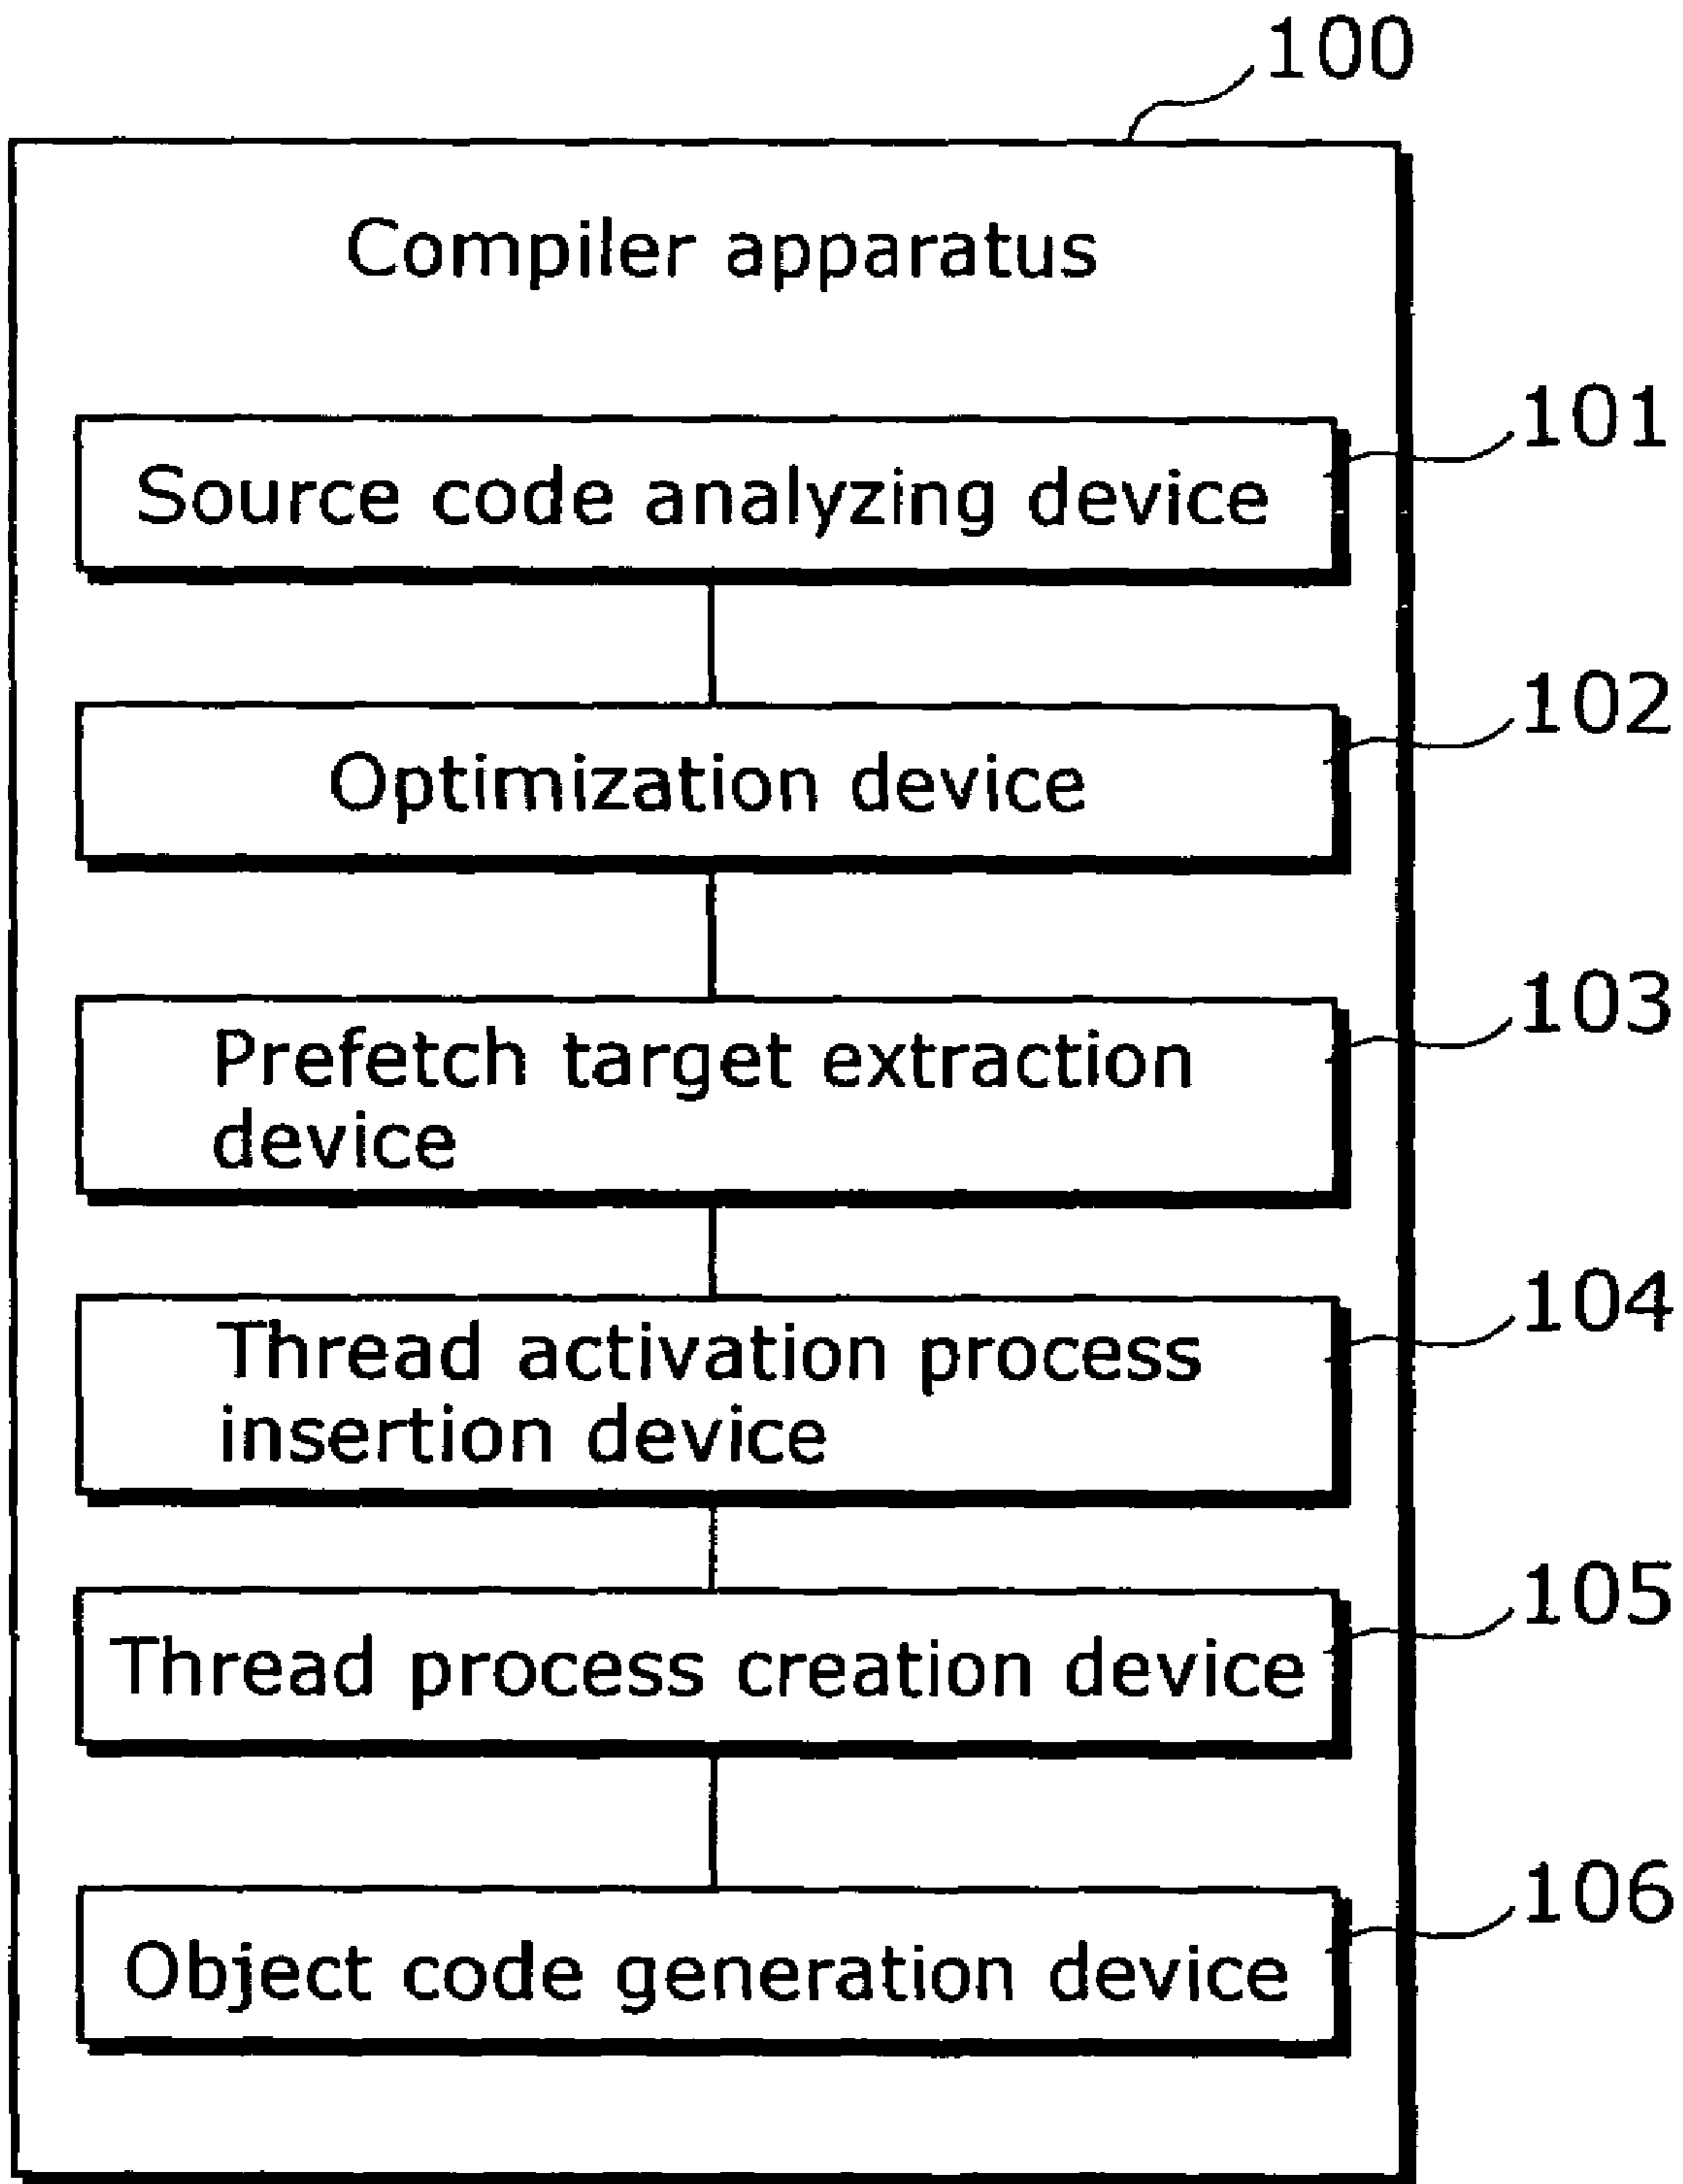 100
Compiler apparatus
101
Source code analyzing device
102
Optimization device
103
Prefetch target extraction
device
104
Thread activation process
insertion device
105
Thread process creation device
106
Object code generation device